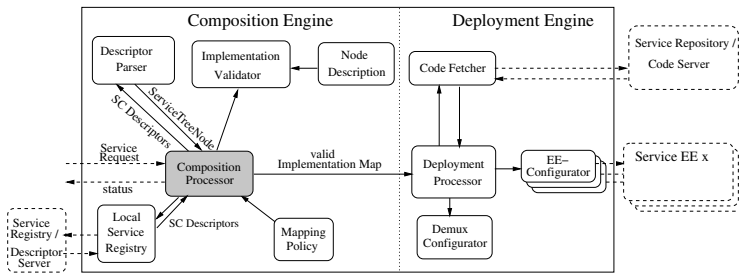 Composition Engine
Deployment Engine
Descriptor
Parser
Implementation
Validator
Node
Description
Code Fetcher
Service Repository /
Code Server
ServiceTreeNode
SC Descriptors
Service
Request
status
Composition
Processor
valid
Implementation Map
Deployment
Processor
EE–
Configurator
Service EE x
Service
Registry /
Descriptor
Server
Local
Service
Registry
SC Descriptors
Mapping
Policy
Demux
Configurator